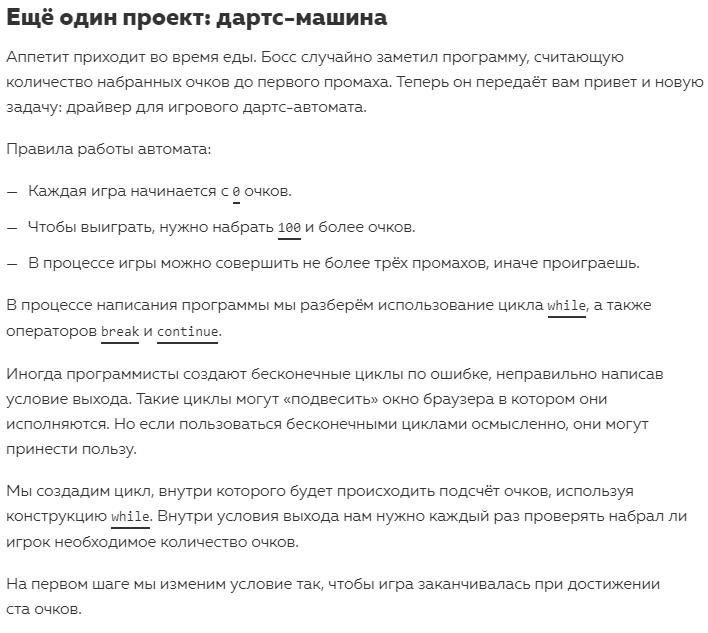 Ещё один проект: дартс-машина
Аппетит приходит во время еды. Босс случайно заметил программу, считающую
количество набранных очков до первого промаха. Теперь он передаёт вам привет и новую
задачу: драйвер для игрового дартс-автомата.
Правила работы автомата:
— Каждая игра начинается с 0 очков.
— Чтобы выиграть, нужно набрать 100 и более очков.
— В процессе игры можно совершить не более трёх промахов, иначе проиграешь.
В процессе написания программы мы разберём использование цикла while, а также
операторов break и continue.
Иногда программисты создают бесконечные циклы по ошибке, неправильно написав
условие выхода. Такие циклы могут «подвесить» окно браузера в котором они
исполняются. Но если пользоваться бесконечными циклами осмысленно, они могут
принести пользу.
Мы создадим цикл, внутри которого будет происходить подсчёт очков, используя
конструкцию while. Внутри условия выхода нам нужно каждый раз проверять набрал ли
игрок необходимое количество очков.
На первом шаге мы изменим условие так, чтобы игра заканчивалась при достижении
ста очков.